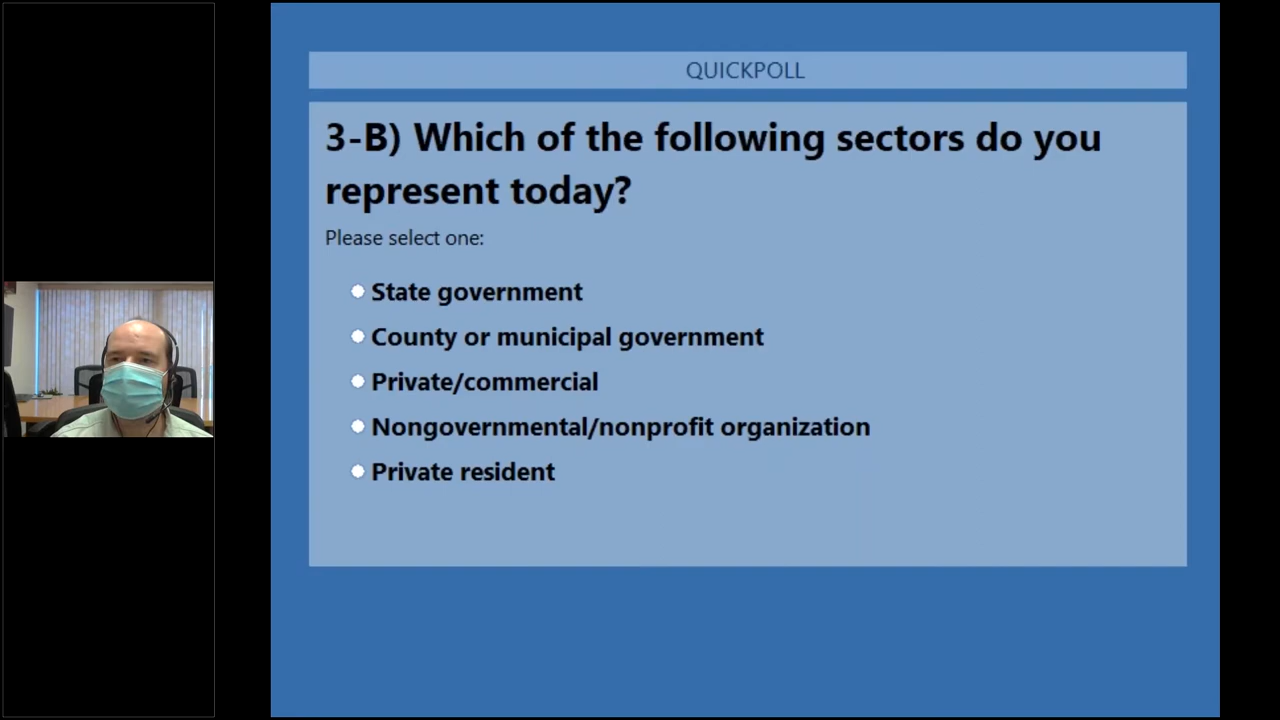 QUICKPOLL
3-B) Which of the following sectors do you
represent today?
Please select one:
State government
County or municipal government
Private/commercial
Nongovernmental/nonprofit organization
Private resident